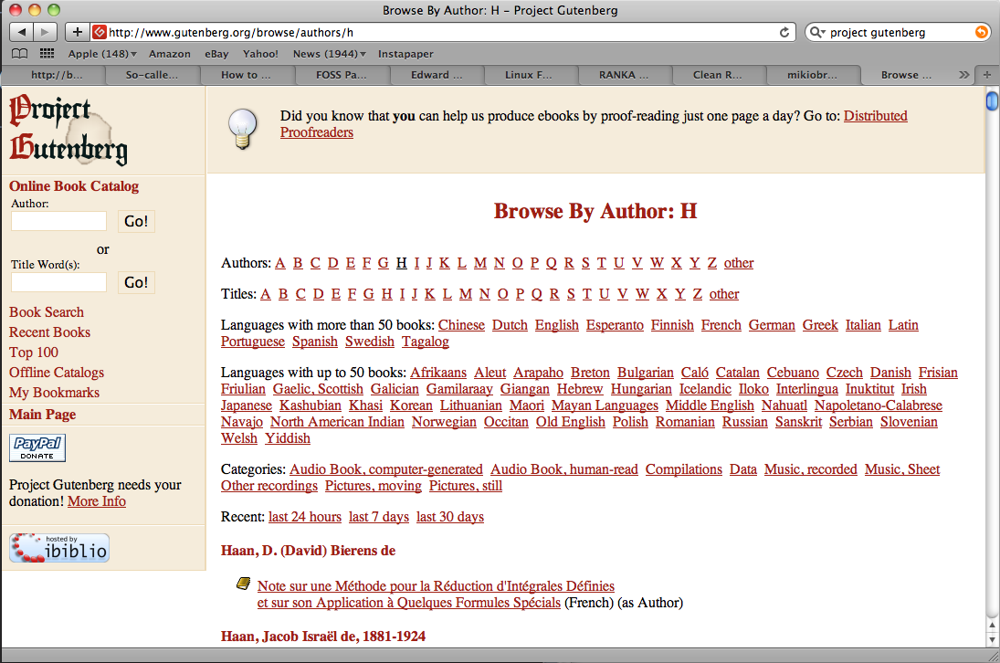 Browse By Author: H – Project Gutenberg
http://www.gutenberg.org/browse/authors/h
project gutenberg
Apple (148)▾ Amazon eBay Yahoo! News (1944)▾ Instapaper
http://b... So-calle... How to ... FOSS Pa... Edward ... Linux F... RANKA ... Clean R... mikiobr... Browse ... »
Project
Gutenberg
Did you know that you can help us produce ebooks by proof-reading just one page a day? Go to: Distributed
Proofreaders
Online Book Catalog
Author:
Go!
or
Title Word(s):
Go!
Book Search
Recent Books
Top 100
Offline Catalogs
My Bookmarks
Main Page
PayPal
DONATE
Project Gutenberg needs your
donation! More Info
hosted by
ibiblio
Browse By Author: H
Authors: A B C D E F G H I J K L M N O P Q R S T U V W X Y Z other
Titles: A B C D E F G H I J K L M N O P Q R S T U V W X Y Z other
Languages with more than 50 books: Chinese Dutch English Esperanto Finnish French German Greek Italian Latin
Portuguese Spanish Swedish Tagalog
Languages with up to 50 books: Afrikaans Aleut Arapaho Breton Bulgarian Caló Catalan Cebuano Czech Danish Frisian
Friulian Gaelic, Scottish Galician Gamilaraay Giangan Hebrew Hungarian Icelandic Iloko Interlingua Inuktitut Irish
Japanese Kashubian Khasi Korean Lithuanian Maori Mayan Languages Middle English Nahuatl Napoletano-Calabrese
Navajo North American Indian Norwegian Occitan Old English Polish Romanian Russian Sanskrit Serbian Slovenian
Welsh Yiddish
Categories: Audio Book, computer-generated Audio Book, human-read Compilations Data Music, recorded Music, Sheet
Other recordings Pictures, moving Pictures, still
Recent: last 24 hours last 7 days last 30 days
Haan, D. (David) Bierens de
Note sur une Méthode pour la Réduction d'Intégrales Définies
et sur son Application à Quelques Formules Spécials (French) (as Author)
Haan, Jacob Israël de, 1881-1924